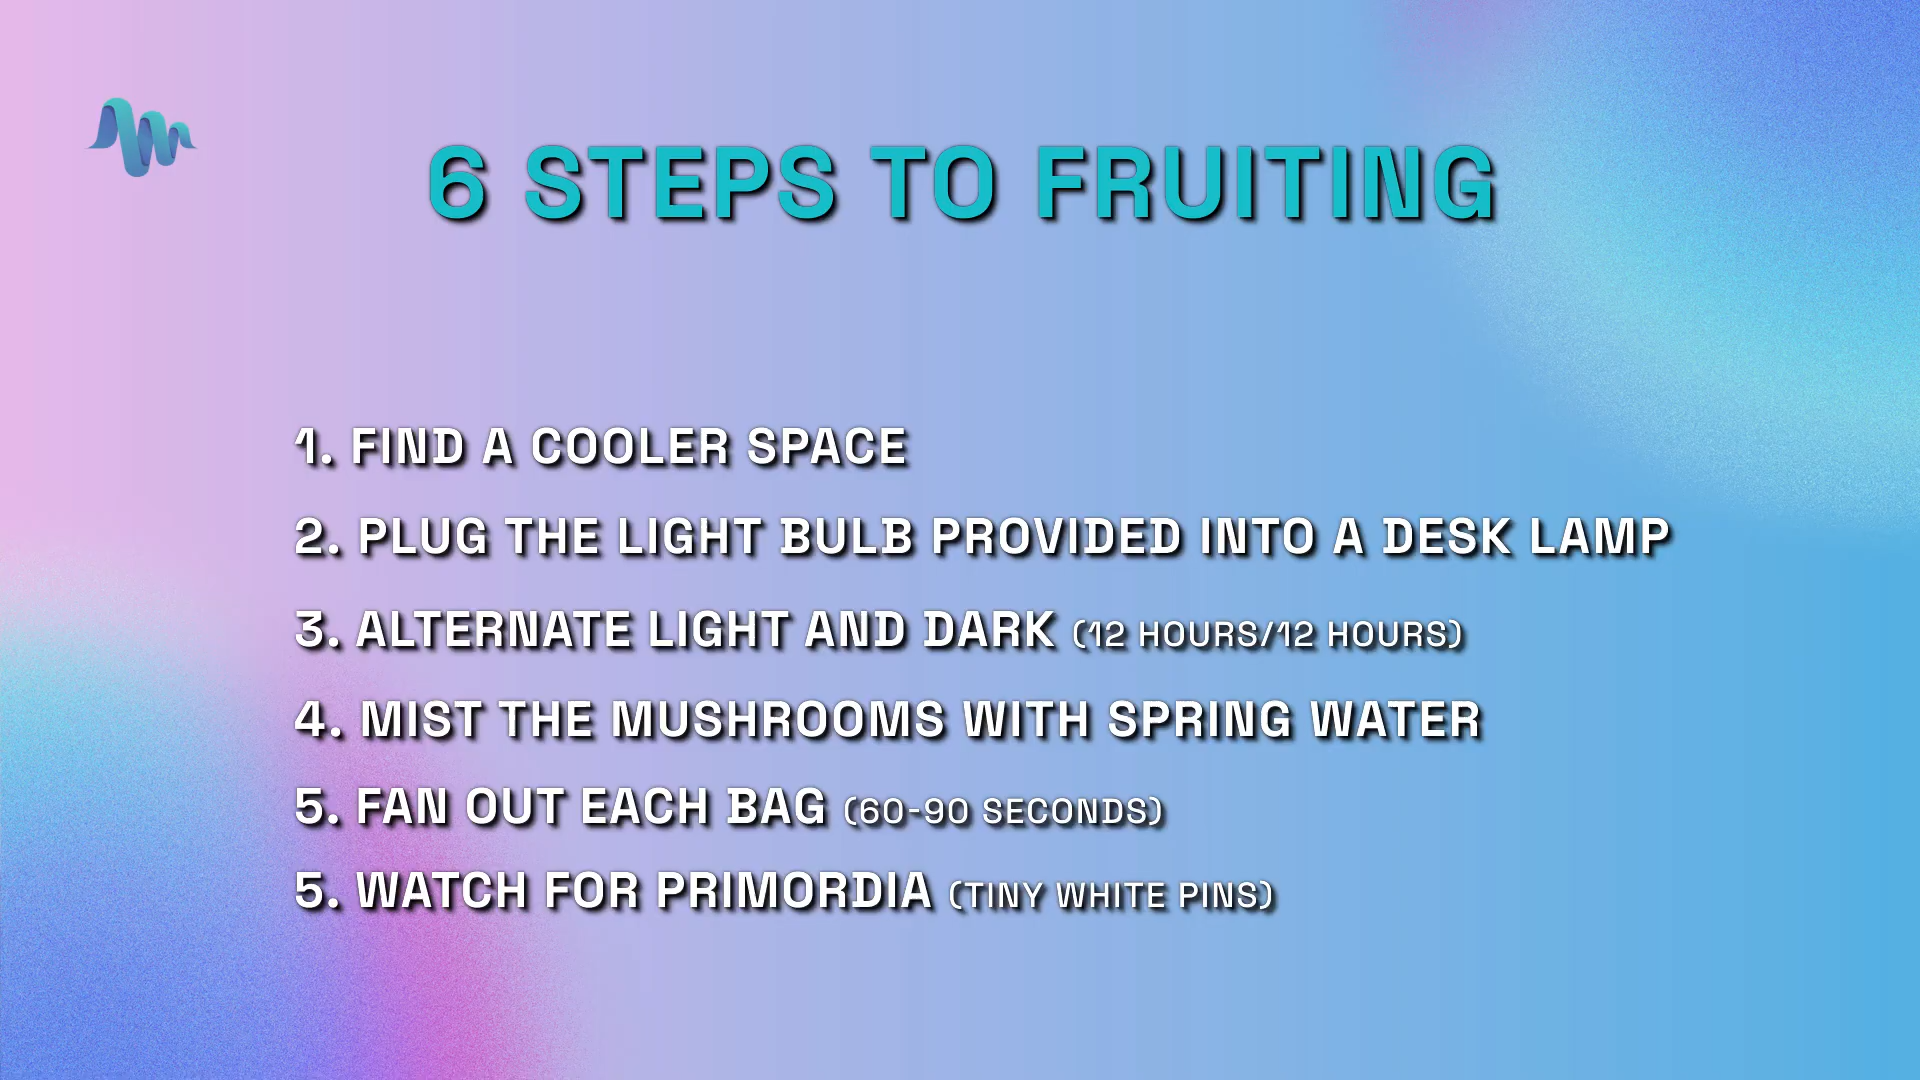 6 STEPS TO FRUITING
1. FIND A COOLER SPACE
2. PLUG THE LIGHT BULB PROVIDED INTO A DESK LAMP
3. ALTERNATE LIGHT AND DARK (12 HOURS/12 HOURS)
4. MIST THE MUSHROOMS WITH SPRING WATER
5. FAN OUT EACH BAG (60-90 SECONDS)
5. WATCH FOR PRIMORDIA (TINY WHITE PINS)